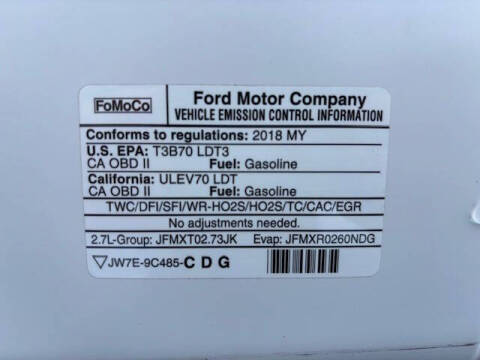 FoMoCo
Ford Motor Company
VEHICLE EMISSION CONTROL INFORMATION
Conforms to regulations: 2018 MY
U.S. EPA: T3B70 LDT3
CA OBD II Fuel: Gasoline
California: ULEV70 LDT
CA OBD II Fuel: Gasoline
TWC/DFI/SFI/WR-HO2S/HO2S/TC/CAC/EGR
No adjustments needed.
2.7L-Group: JFMXT02.73JK Evap: JFMXR0260NDG
JW7E-9C485-C D G